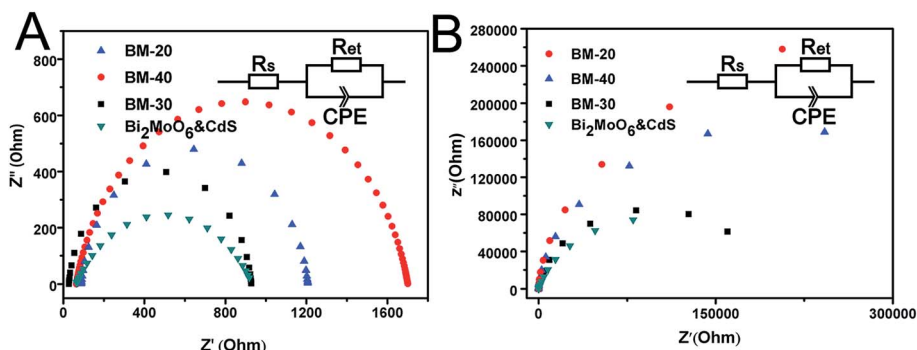 A
800
600
400
200
0
Z'' (Ohm)
BM-20
BM-40
BM-30
Bi₂MoO₆&CdS
Rs
Ret
CPE
0 400 800 1200 1600
Z' (Ohm)
B
280000
240000
200000
160000
120000
80000
40000
0
z''(Ohm)
BM-20
BM-40
BM-30
Bi₂MoO₆&CdS
Rs
Ret
CPE
0 150000 300000
Z'(Ohm)